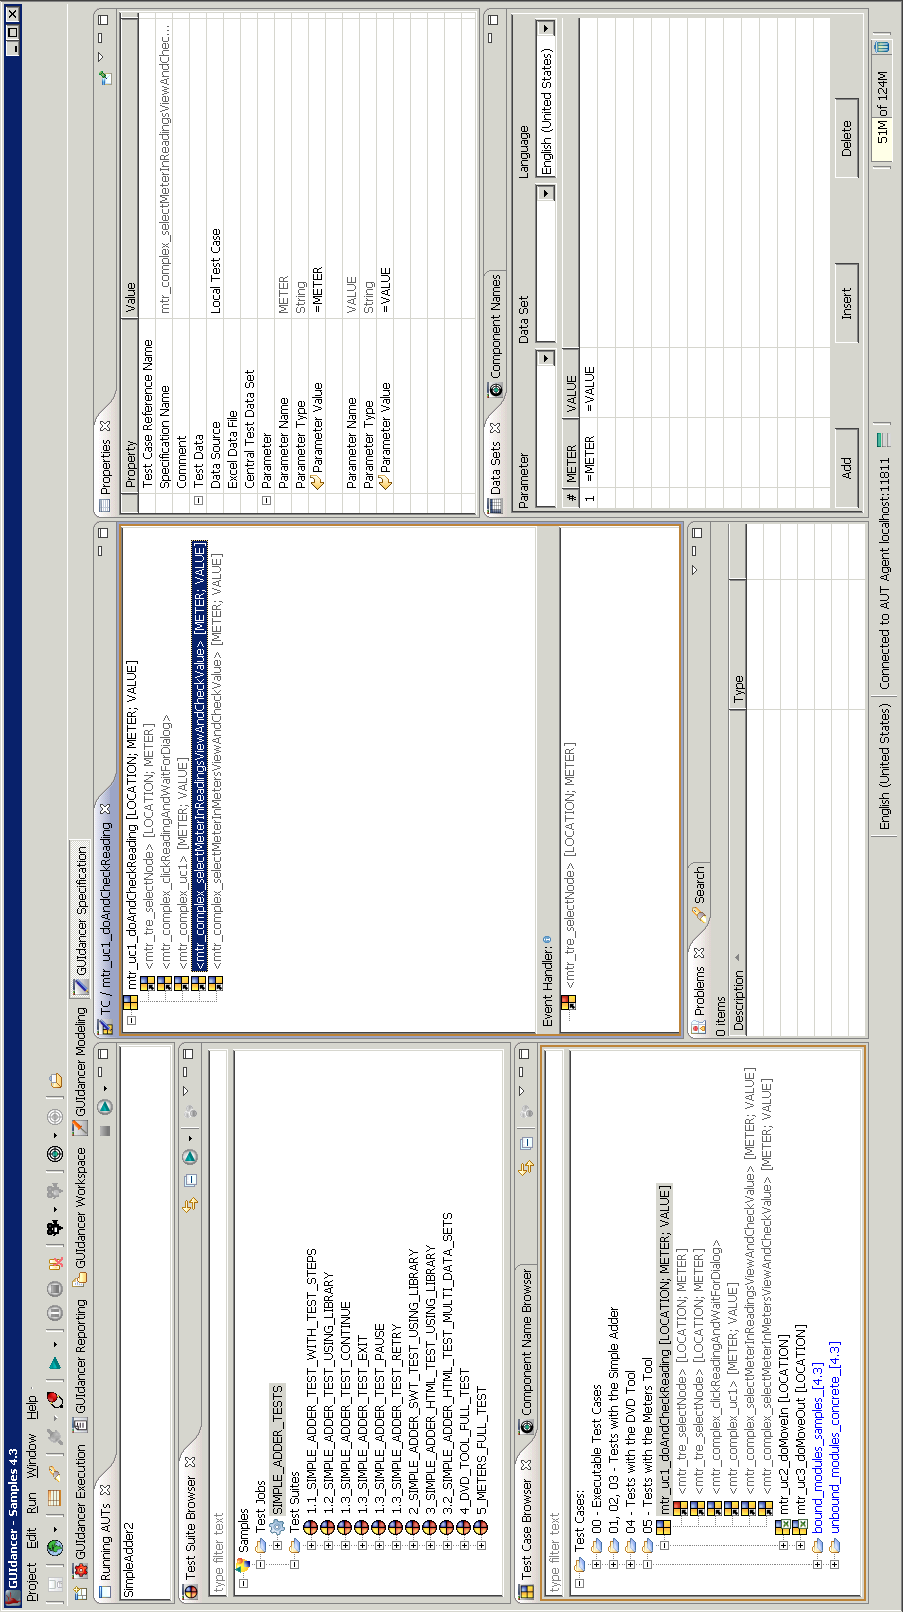 GUIdancer - Samples 4.3
Project Edit Run Window Help
GUIdancer Execution
GUIdancer Reporting
GUIdancer Workspace
GUIdancer Modeling
GUIdancer Specification
Running AUTs
SimpleAdder2
Test Suite Browser
type filter text
Samples
Test Jobs
SIMPLE_ADDER_TESTS
Test Suites
1.1_SIMPLE_ADDER_TEST_WITH_TEST_STEPS
1.2_SIMPLE_ADDER_TEST_USING_LIBRARY
1.3_SIMPLE_ADDER_TEST_CONTINUE
1.3_SIMPLE_ADDER_TEST_EXIT
1.3_SIMPLE_ADDER_TEST_PAUSE
1.3_SIMPLE_ADDER_TEST_RETRY
2_SIMPLE_ADDER_SWT_TEST_USING_LIBRARY
3_SIMPLE_ADDER_HTML_TEST_USING_LIBRARY
3.2_SIMPLE_ADDER_HTML_TEST_MULTI_DATA_SETS
4_DVD_TOOL_FULL_TEST
5_METERS_FULL_TEST
Test Case Browser
Component Name Browser
type filter text
Test Cases:
00 - Executable Test Cases
01, 02, 03 - Tests with the Simple Adder
04 - Tests with the DVD Tool
05 - Tests with the Meters Tool
mtr_uc1_doAndCheckReading [LOCATION; METER; VALUE]
<mtr_tre_selectNode> [LOCATION; METER]
<mtr_tre_selectNode> [LOCATION; METER]
<mtr_complex_clickReadingAndWaitForDialog>
<mtr_complex_uc1> [METER; VALUE]
<mtr_complex_selectMeterInReadingsViewAndCheckValue> [METER; VALUE]
<mtr_complex_selectMeterInMetersViewAndCheckValue> [METER; VALUE]
mtr_uc2_doMoveIn [LOCATION]
mtr_uc3_doMoveOut [LOCATION]
bound_modules_samples_[4.3]
unbound_modules_concrete_[4.3]
TC / mtr_uc1_doAndCheckReading
mtr_uc1_doAndCheckReading [LOCATION; METER; VALUE]
<mtr_tre_selectNode> [LOCATION; METER]
<mtr_complex_clickReadingAndWaitForDialog>
<mtr_complex_uc1> [METER; VALUE]
<mtr_complex_selectMeterInReadingsViewAndCheckValue> [METER; VALUE]
<mtr_complex_selectMeterInMetersViewAndCheckValue> [METER; VALUE]
Event Handler:
<mtr_tre_selectNode> [LOCATION; METER]
Problems
Search
0 items
Description Type
Properties
Property Value
Test Case Reference Name
Specification Name mtr_complex_selectMeterInReadingsViewAndChec...
Comment
Test Data
Data Source Local Test Case
Excel Data File
Central Test Data Set
Parameter
Parameter Name METER
Parameter Type String
Parameter Value =METER
Parameter Name VALUE
Parameter Type String
Parameter Value =VALUE
Data Sets
Component Names
Parameter Data Set Language
English (United States)
# METER VALUE
1 =METER =VALUE
Add Insert Delete
English (United States) Connected to AUT Agent localhost:11811 51M of 124M